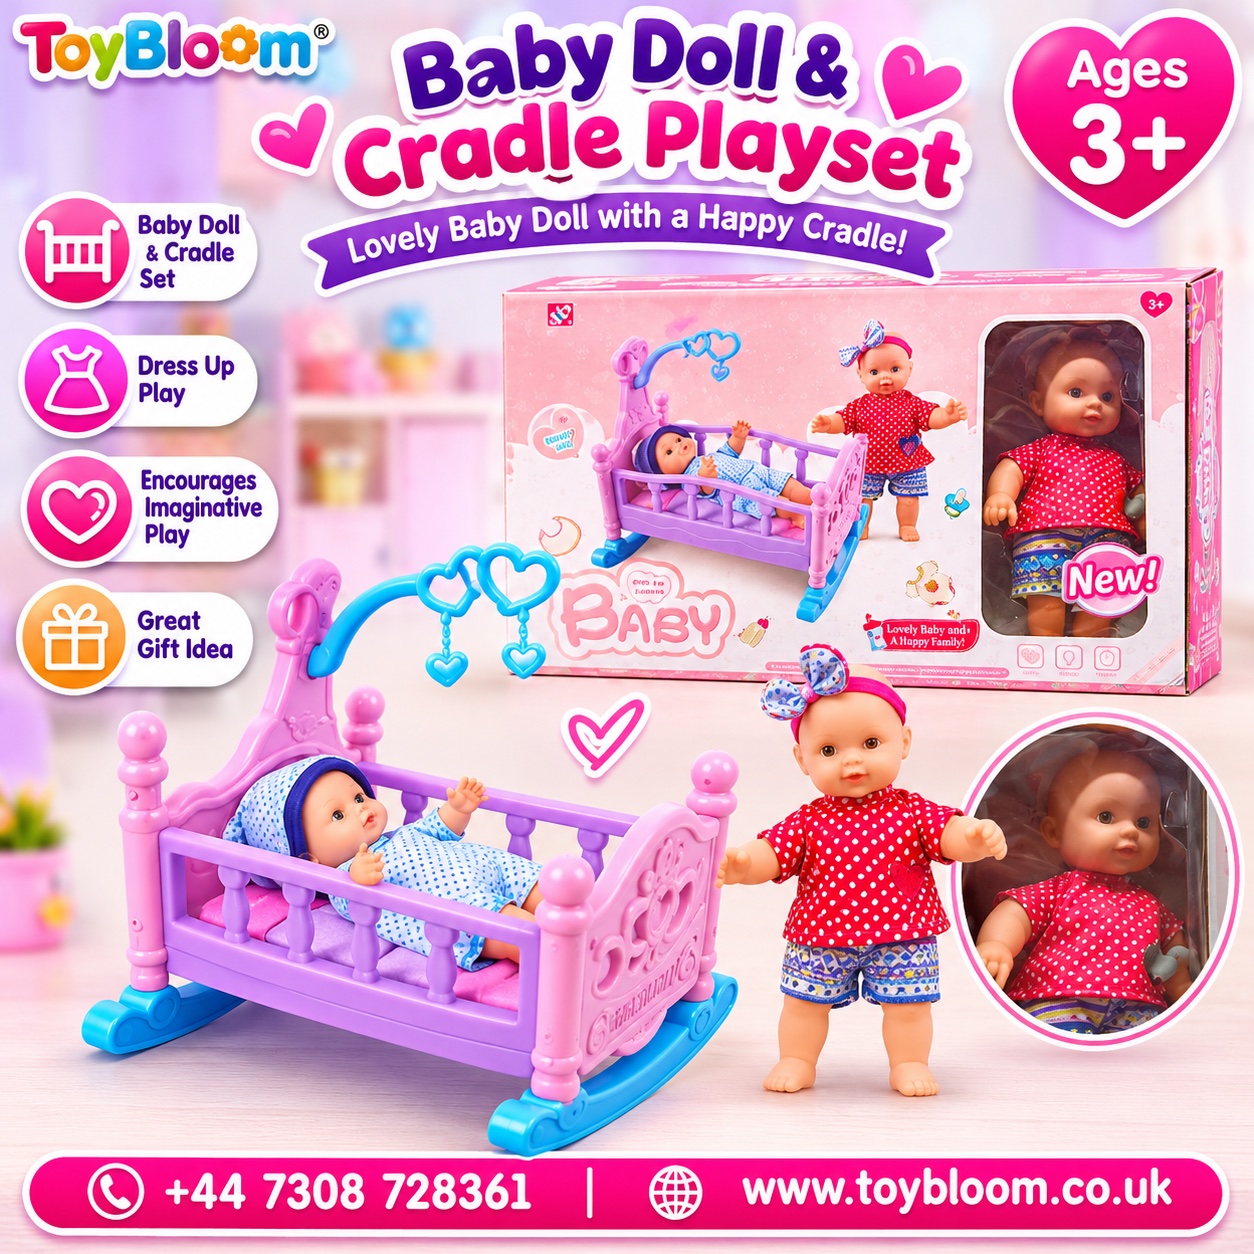 ToyBloom®
Baby Doll &
Cradle Playset
Lovely Baby Doll with a Happy Cradle!
Ages
3+
Baby Doll
& Cradle
Set
Dress Up
Play
Encourages
Imaginative
Play
Great
Gift Idea
3+
BABY
Lovely Baby and
A Happy Family!
New!
+44 7308 728361
www.toybloom.co.uk